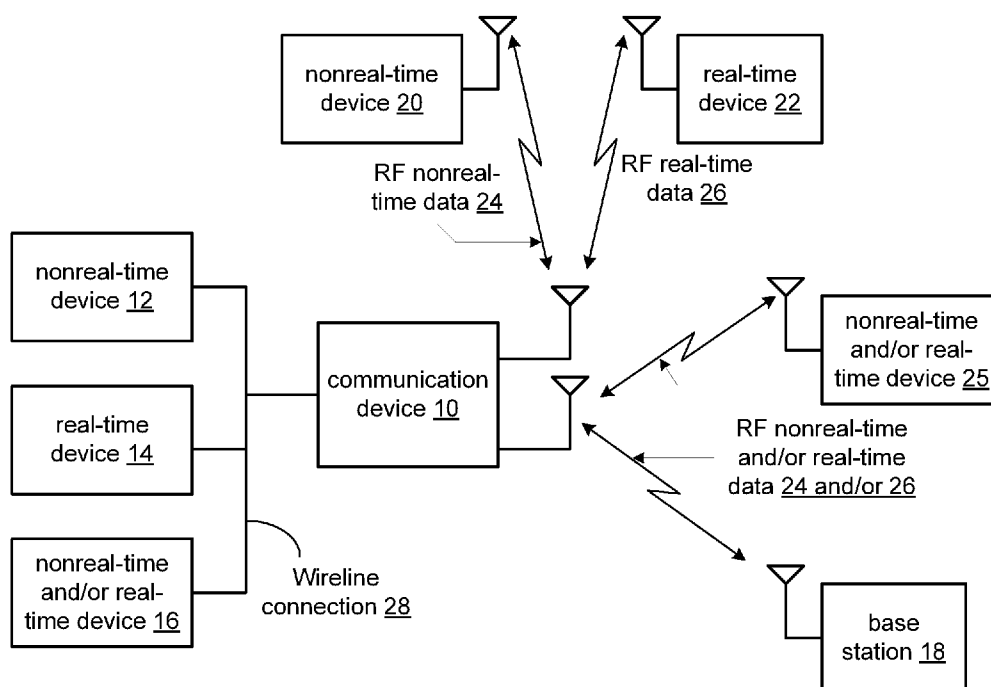 nonreal-time
device 20
real-time
device 22
RF nonreal-
time data 24
RF real-time
data 26
nonreal-time
device 12
real-time
device 14
nonreal-time
and/or real-
time device 16
communication
device 10
nonreal-time
and/or real-
time device 25
RF nonreal-time
and/or real-time
data 24 and/or 26
Wireline
connection 28
base
station 18